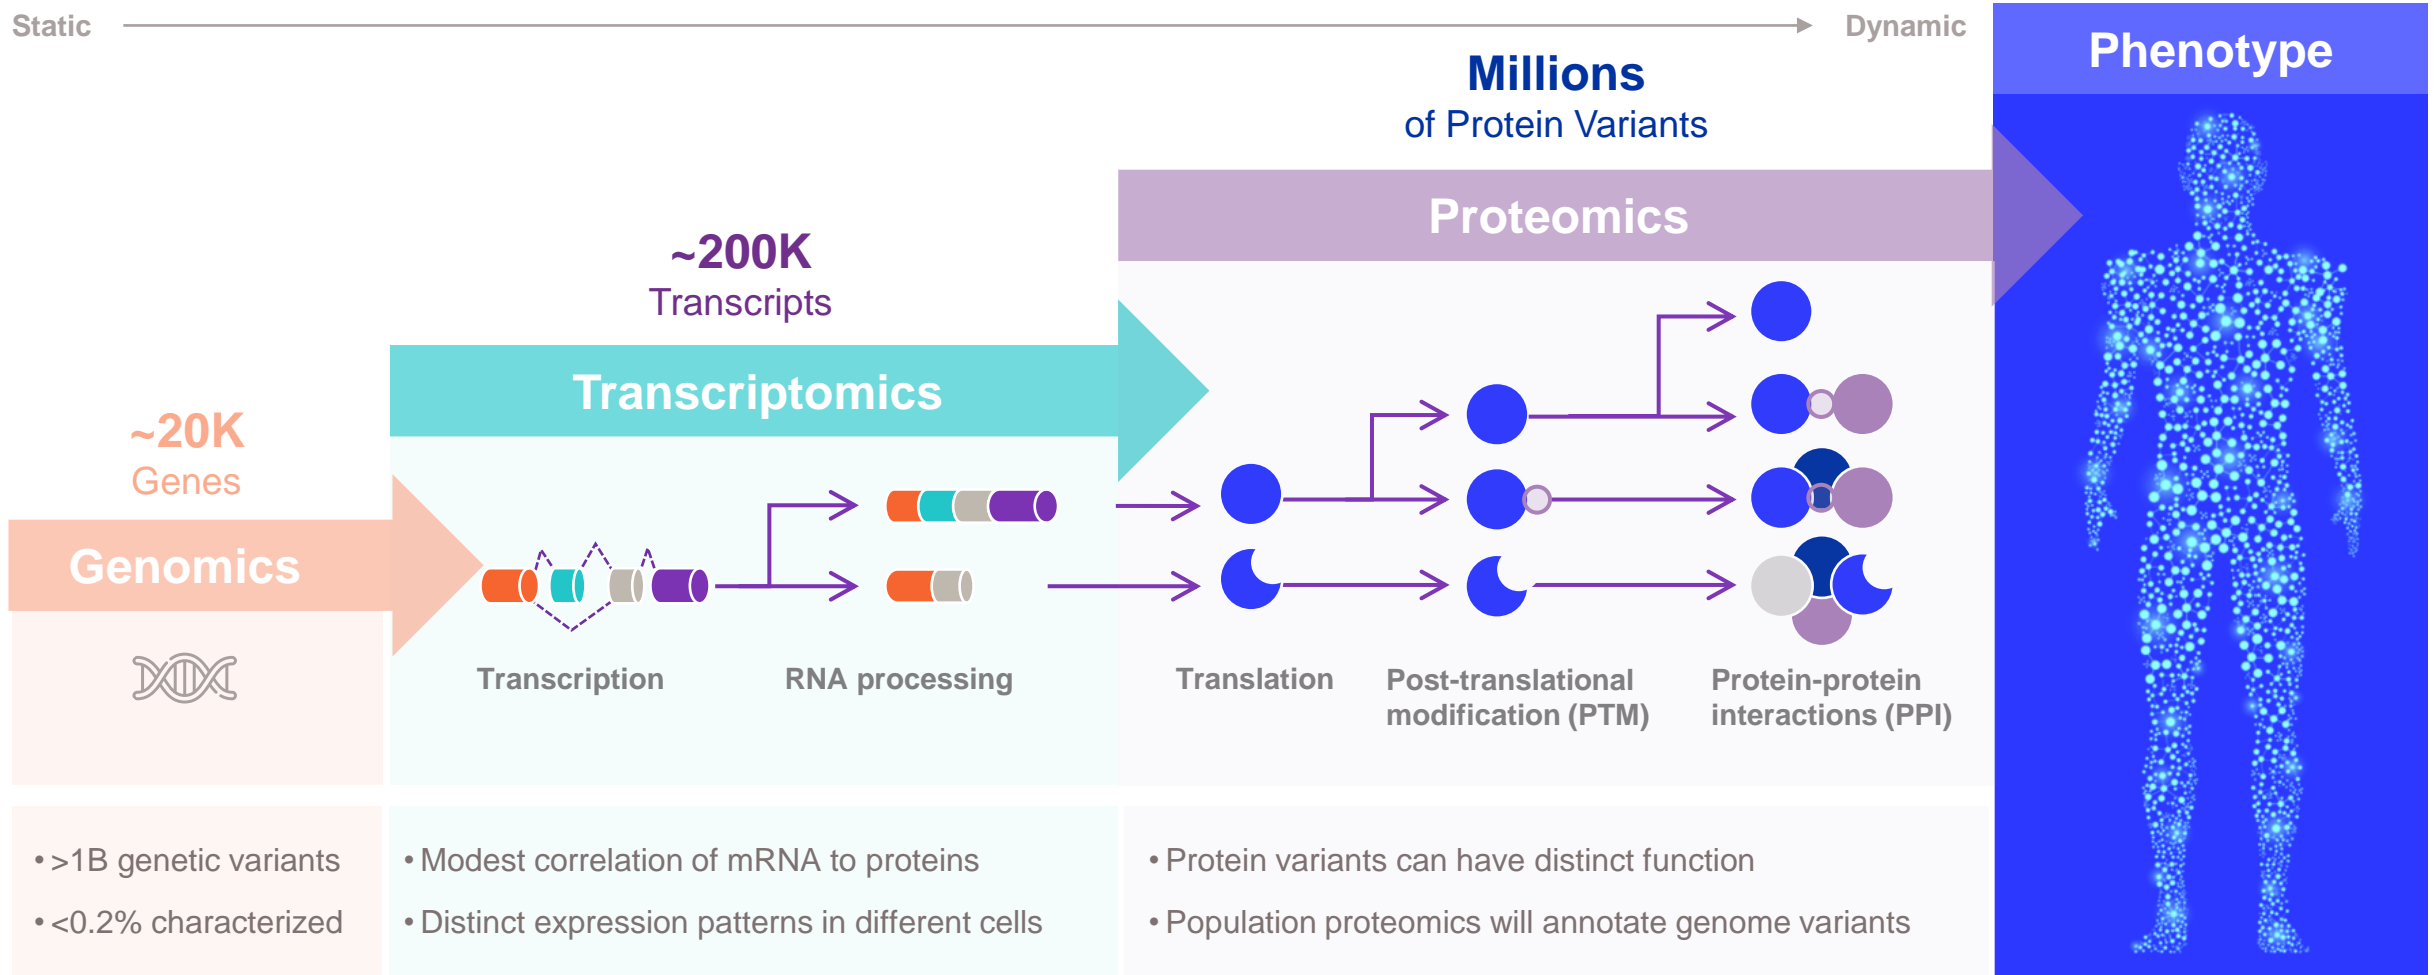 Static
Dynamic
Phenotype
Millions
of Protein Variants
Proteomics
~200K
Transcripts
Transcriptomics
~20K
Genes
Genomics
Transcription
RNA processing
Translation
Post-translational
modification (PTM)
Protein-protein
interactions (PPI)
• >1B genetic variants
• <0.2% characterized
• Modest correlation of mRNA to proteins
• Distinct expression patterns in different cells
• Protein variants can have distinct function
• Population proteomics will annotate genome variants